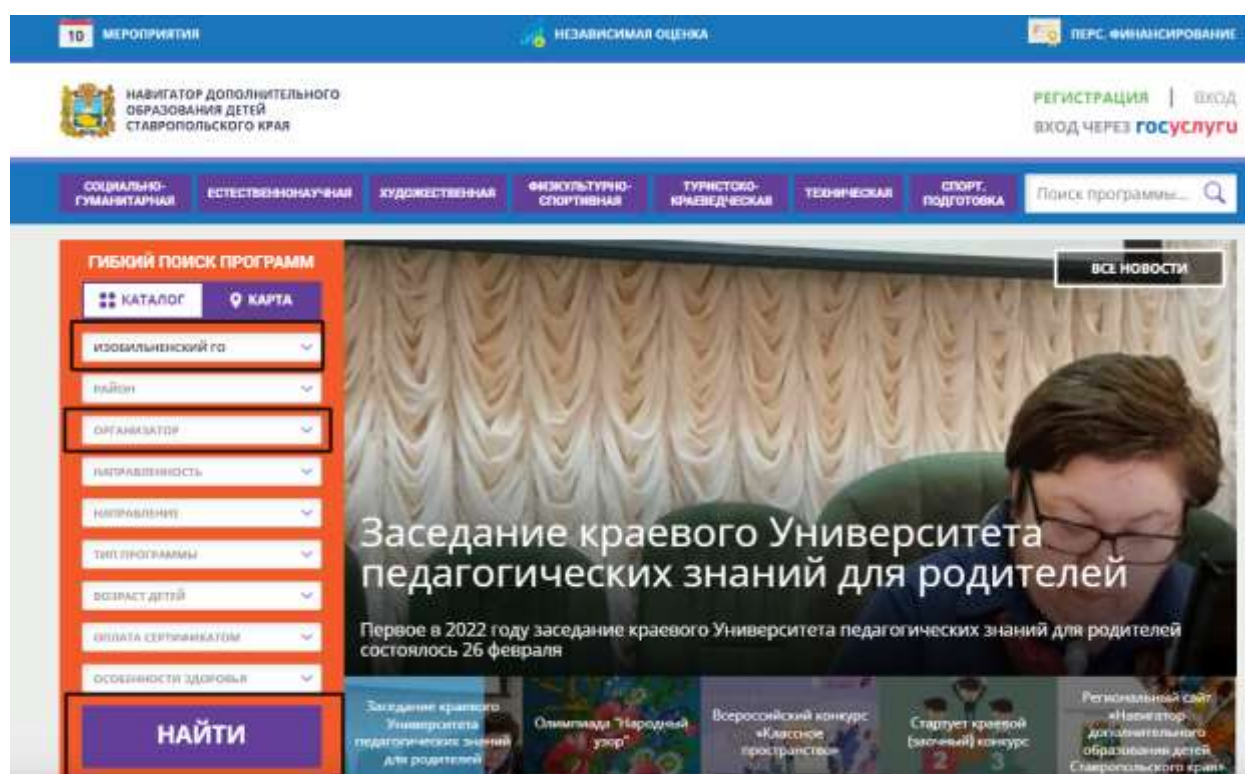 10 МЕРОПРИЯТИЯ
НЕЗАВИСИМАЯ ОЦЕНКА
ПЕРС. ФИНАНСИРОВАНИЕ
НАВИГАТОР ДОПОЛНИТЕЛЬНОГО
ОБРАЗОВАНИЯ ДЕТЕЙ
СТАВРОПОЛЬСКОГО КРАЯ
РЕГИСТРАЦИЯ | ВХОД
ВХОД ЧЕРЕЗ госуслуги
СОЦИАЛЬНО-
ГУМАНИТАРНАЯ
ЕСТЕСТВЕННОНАУЧНАЯ
ХУДОЖЕСТВЕННАЯ
ФИЗКУЛЬТУРНО-
СПОРТИВНАЯ
ТУРИСТСКО-
КРАЕВЕДЧЕСКАЯ
ТЕХНИЧЕСКАЯ
СПОРТ.
ПОДГОТОВКА
Поиск программы...
ГИБКИЙ ПОИСК ПРОГРАММ
КАТАЛОГ
КАРТА
ИЗОБИЛЬНЕНСКИЙ ГО
РАЙОН
ОРГАНИЗАТОР
НАПРАВЛЕННОСТЬ
НАПРАВЛЕНИЕ
ТИП ПРОГРАММЫ
ВОЗРАСТ ДЕТЕЙ
ОПЛАТА СЕРТИФИКАТОМ
ОСОБЕННОСТИ ЗДОРОВЬЯ
НАЙТИ
ВСЕ НОВОСТИ
Заседание краевого Университета
педагогических знаний для родителей
Первое в 2022 году заседание краевого Университета педагогических знаний для родителей
состоялось 26 февраля
Заседание краевого
Университета
педагогических знаний
для родителей
Олимпиада "Народный
узор"
Всероссийский конкурс
«Классное
пространство»
Стартует краевой
(заочный) конкурс
2 3
Региональный сайт
«Навигатор
дополнительного
образования детей
Ставропольского края»